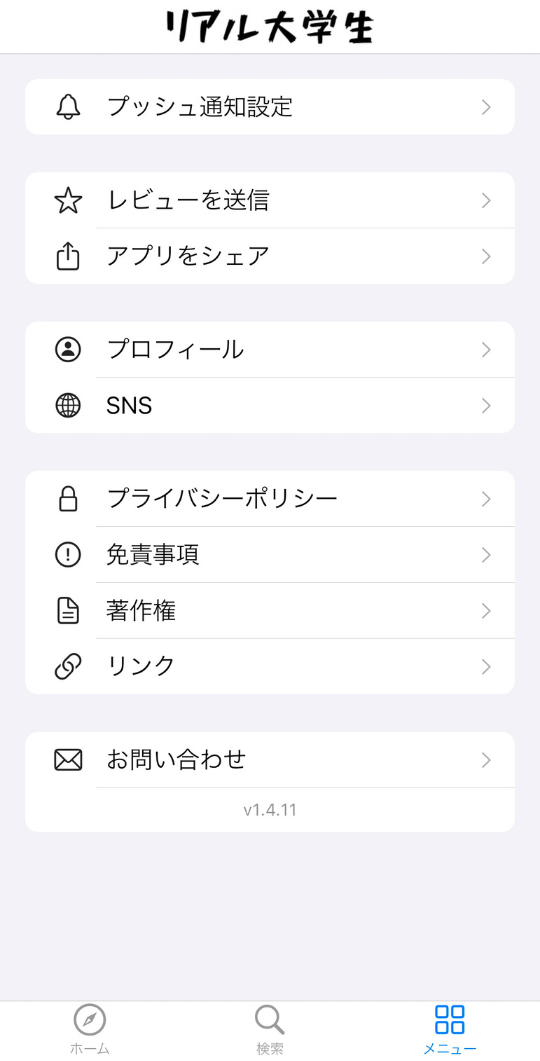 リアル大学生
プッシュ通知設定
レビューを送信
アプリをシェア
プロフィール
SNS
プライバシーポリシー
免責事項
著作権
リンク
お問い合わせ
v1.4.11
ホーム
検索
メニュー